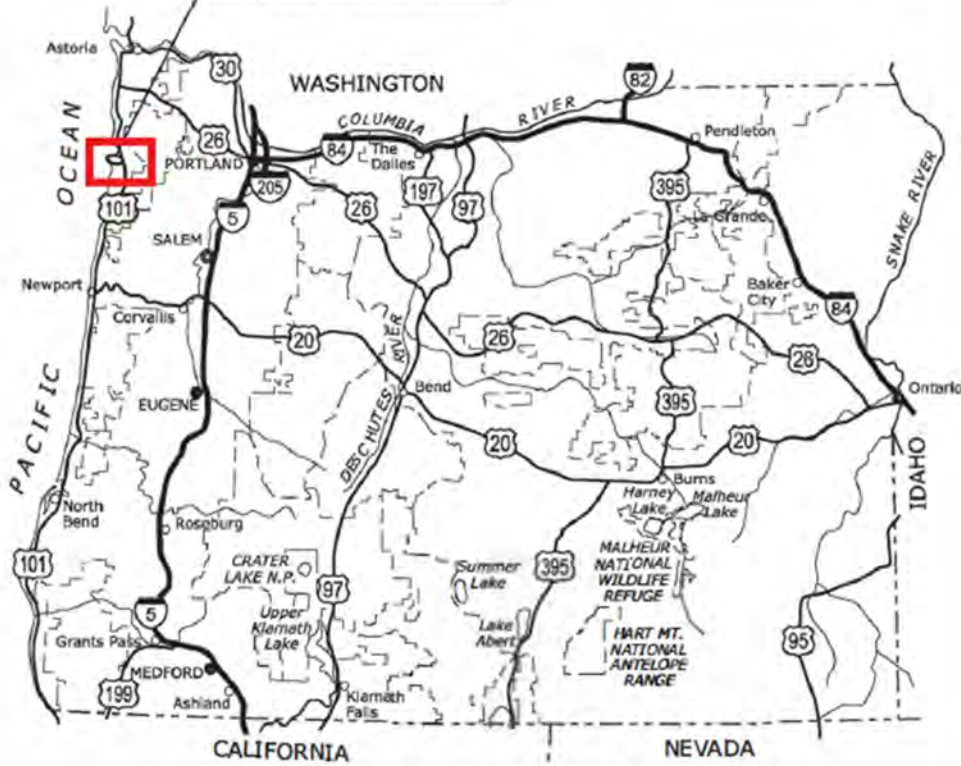 Astoria
30
WASHINGTON
82
OCEAN
26
COLUMBIA
RIVER
Pendleton
PORTLAND
84
The
Dalles
205
197
97
395
SNAKE RIVER
101
5
26
La Grande
SALEM
Newport
Corvallis
Baker
City
84
20
RIVER
26
26
Bend
Ontario
EUGENE
DESCHUTES
395
PACIFIC
20
20
IDAHO
Burns
North
Bend
Harney
Lake
Malheur
Lake
Roseburg
101
CRATER
LAKE N.P.
97
Summer
Lake
395
MALHEUR
NATIONAL
WILDLIFE
REFUGE
5
Upper
Klamath
Lake
Lake
Abert
Grants Pass
HART MT.
NATIONAL
ANTELOPE
RANGE
95
MEDFORD
199
Ashland
Klamath
Falls
CALIFORNIA
NEVADA